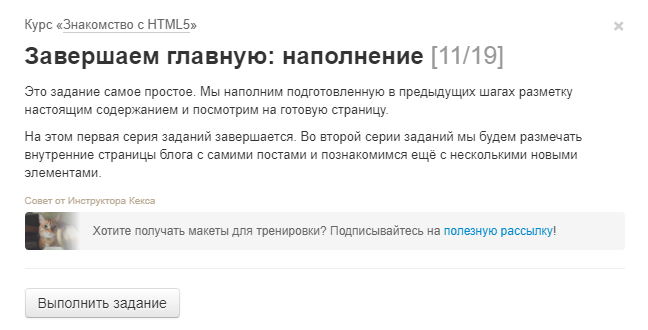 Курс «Знакомство с HTML5»
×
Завершаем главную: наполнение [11/19]
Это задание самое простое. Мы наполним подготовленную в предыдущих шагах разметку
настоящим содержанием и посмотрим на готовую страницу.
На этом первая серия заданий завершается. Во второй серии заданий мы будем размечать
внутренние страницы блога с самими постами и познакомимся ещё с несколькими новыми
элементами.
Совет от Инструктора Кекса
Хотите получать макеты для тренировки? Подписывайтесь на полезную рассылку!
Выполнить задание